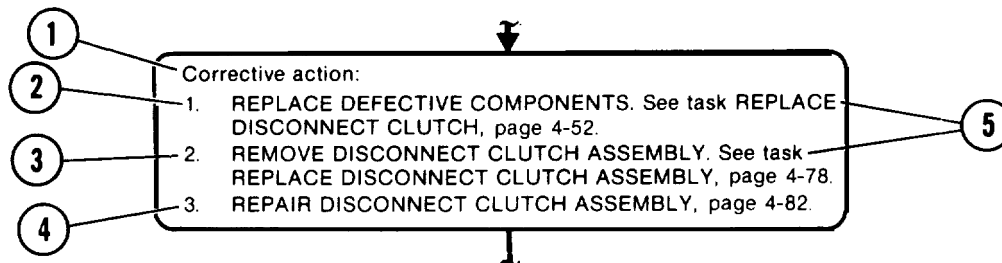 1
Corrective action:
2
1. REPLACE DEFECTIVE COMPONENTS. See task REPLACE
DISCONNECT CLUTCH, page 4-52.
5
3
2. REMOVE DISCONNECT CLUTCH ASSEMBLY. See task
REPLACE DISCONNECT CLUTCH ASSEMBLY, page 4-78.
4
3. REPAIR DISCONNECT CLUTCH ASSEMBLY, page 4-82.